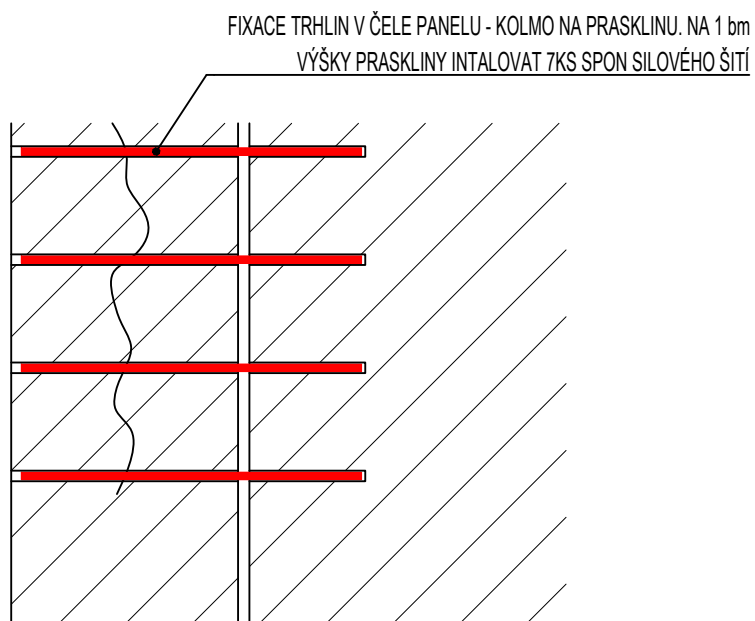 FIXACE TRHLIN V ČELE PANELU - KOLMO NA PRASKLINU. NA 1 bm
VÝŠKY PRASKLINY INTALOVAT 7KS SPON SILOVÉHO ŠITÍ